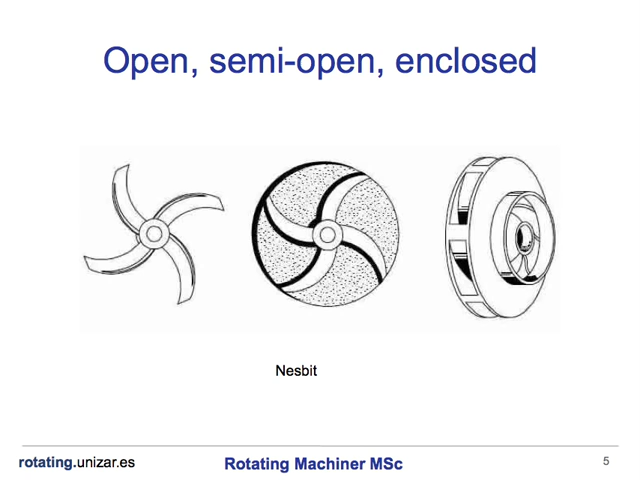 Open, semi-open, enclosed
Nesbit
rotating.unizar.es
Rotating Machiner MSc
5